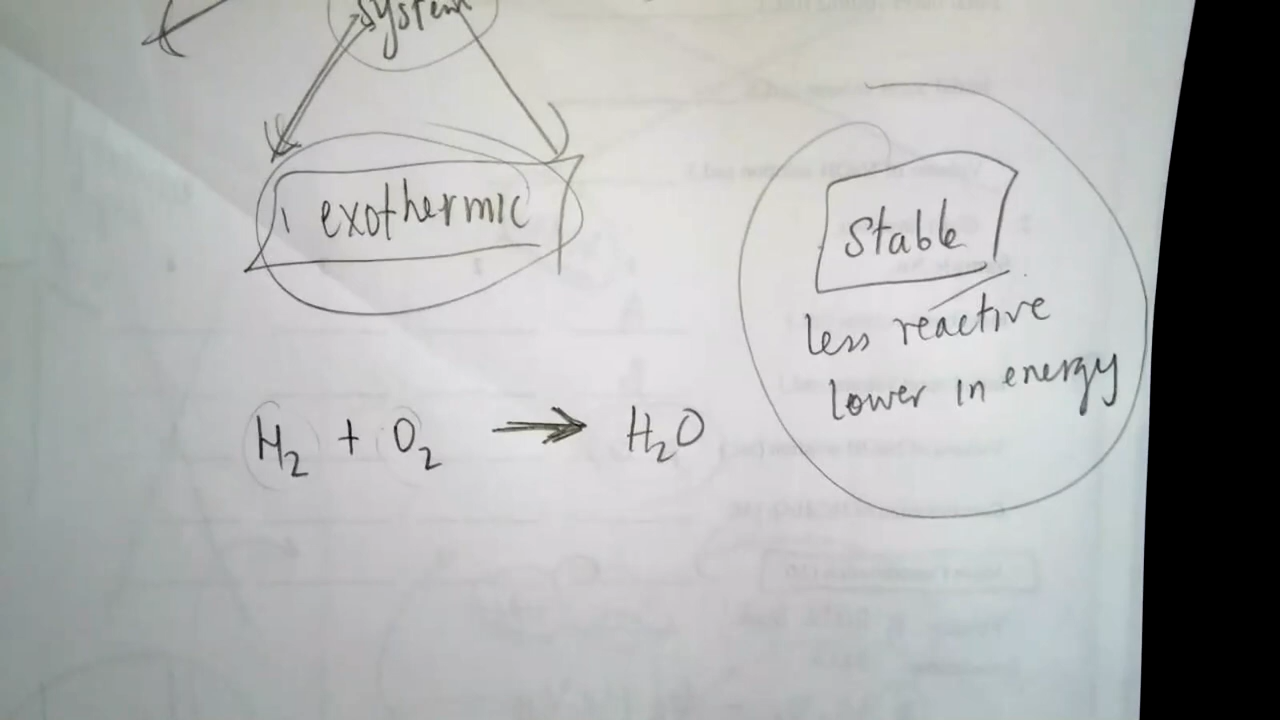 system
exothermic
Stable
less reactive
lower in energy
H₂ + O₂ → H₂O